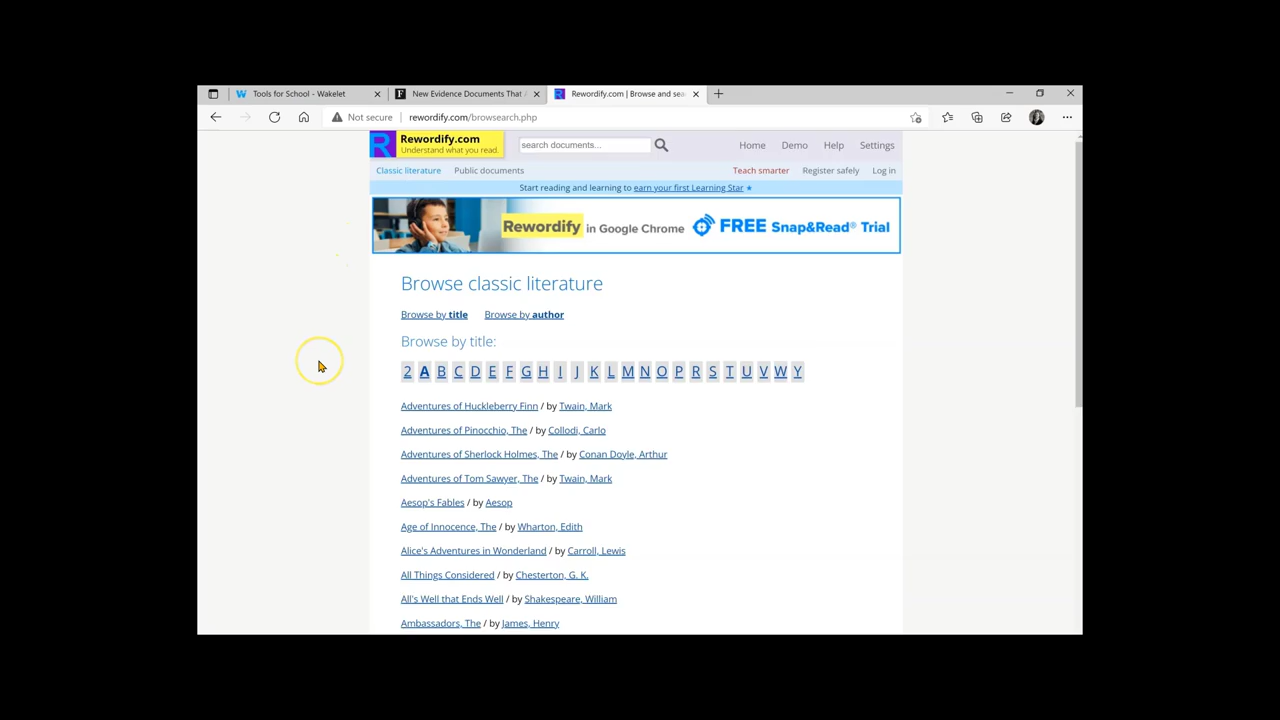 Tools for School - Wakelet
New Evidence Documents That
Rewordify.com | Browse and sea
Not secure
rewordify.com/browsearch.php
R
Rewordify.com
Understand what you read.
search documents...
Home Demo Help Settings
Classic literature Public documents Teach smarter Register safely Log in
Start reading and learning to earn your first Learning Star ★
Rewordify in Google Chrome FREE Snap&Read® Trial
Browse classic literature
Browse by title Browse by author
Browse by title:
2 A B C D E F G H I J K L M N O P R S T U V W Y
Adventures of Huckleberry Finn / by Twain, Mark
Adventures of Pinocchio, The / by Collodi, Carlo
Adventures of Sherlock Holmes, The / by Conan Doyle, Arthur
Adventures of Tom Sawyer, The / by Twain, Mark
Aesop's Fables / by Aesop
Age of Innocence, The / by Wharton, Edith
Alice's Adventures in Wonderland / by Carroll, Lewis
All Things Considered / by Chesterton, G. K.
All's Well that Ends Well / by Shakespeare, William
Ambassadors, The / by James, Henry